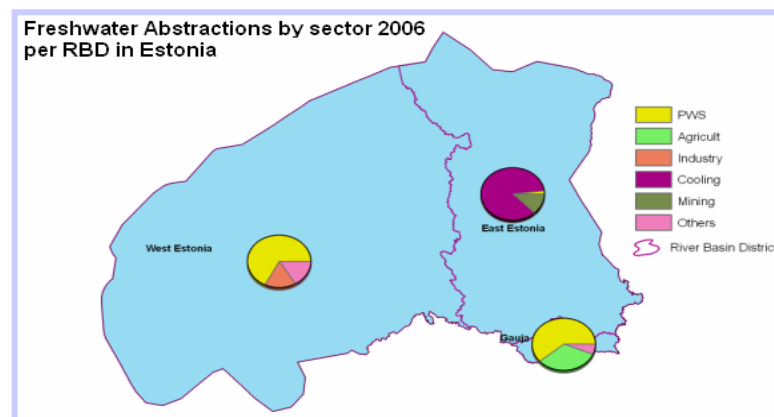 Freshwater Abstractions by sector 2006
per RBD in Estonia
PWS
Agricult
Industry
Cooling
Mining
Others
River Basin District
West Estonia
East Estonia
Gauja